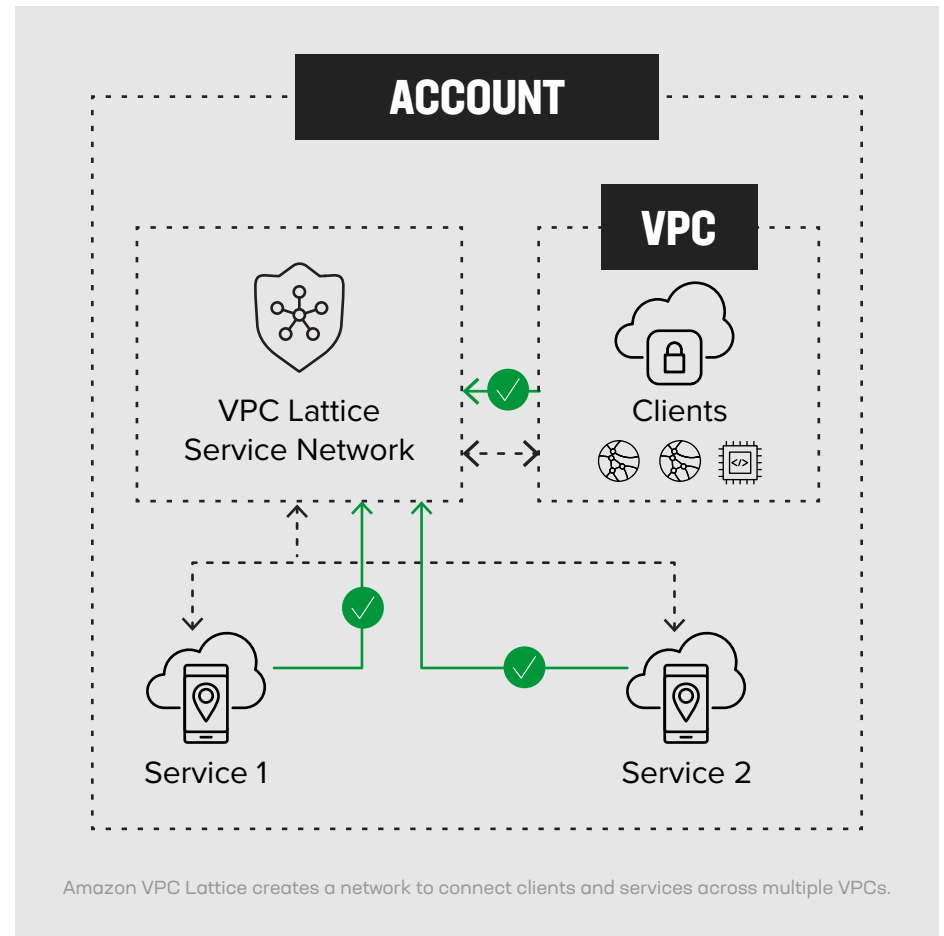 ACCOUNT
VPC
VPC Lattice
Service Network
Clients
</>
Service 1
Service 2
Amazon VPC Lattice creates a network to connect clients and services across multiple VPCs.